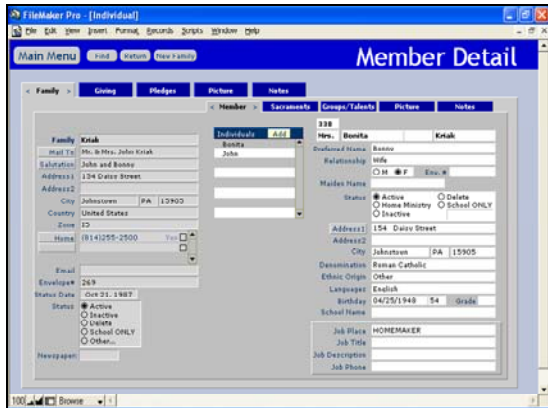 FileMaker Pro - [Individual]
File Edit View Insert Format Records Scripts Window Help
Main Menu Find Return New Family Member Detail
< Family > Giving Pledges Picture Notes
< Member > Sacraments Groups/Talents Picture Notes
Family Kriak
Mail To Mr. & Mrs. John Kriak
Salutation John and Bonny
Address1 134 Daisy Street
Address2
City Johnstown PA 15905
Country United States
Zone 23
Home (814)255-2500 Yes
Email
Envelope# 269
Status Date Oct 21, 1987
Status Active
Inactive
Delete
School ONLY
Other...
Newspaper
Individuals Add
Bonita
John
338
Mrs. Bonita Kriak
Preferred Name Bonny
Relationship Wife
M F Env. #
Maiden Name
Status Active Delete
Home Ministry School ONLY
Inactive
Address1 154 Daisy Street
Address2
City Johnstown PA 15905
Denomination Roman Catholic
Ethnic Origin Other
Languages English
Birthday 04/25/1948 54 Grade
School Name
Job Place HOMEMAKER
Job Title
Job Description
Job Phone
100 Browse